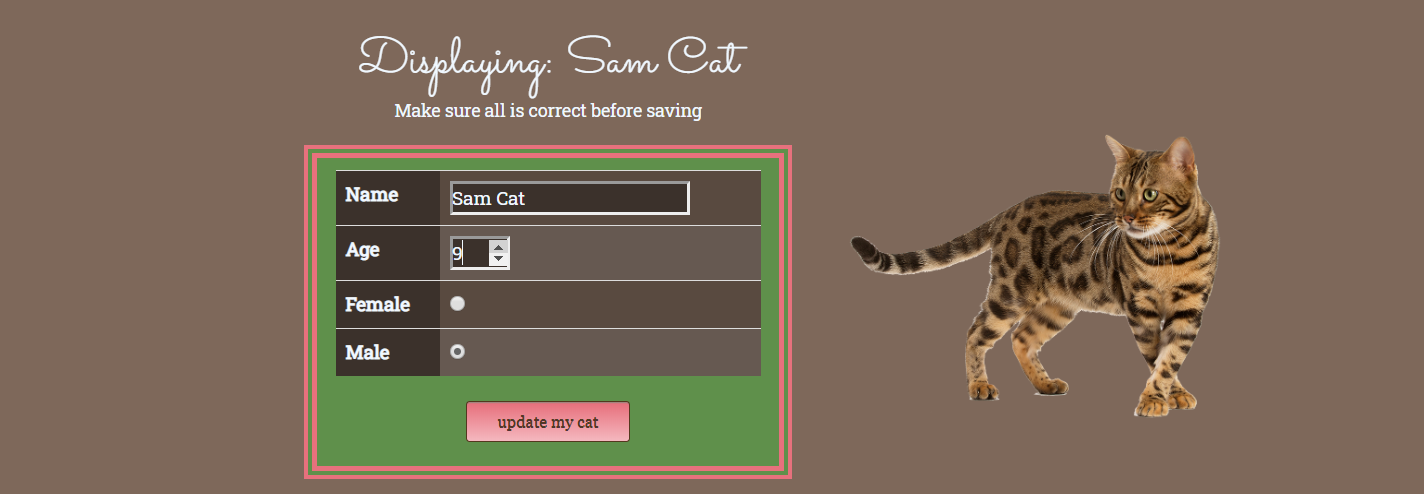 Displaying: Sam Cat
Make sure all is correct before saving
Name Sam Cat
Age 9
Female
Male
update my cat